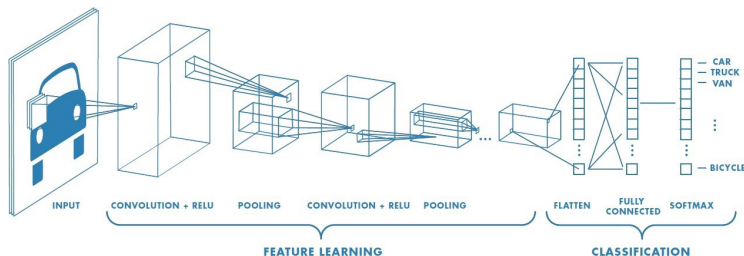 CAR
TRUCK
VAN
BICYCLE
INPUT
CONVOLUTION + RELU
POOLING
CONVOLUTION + RELU
POOLING
FLATTEN
FULLY
CONNECTED
SOFTMAX
FEATURE LEARNING
CLASSIFICATION